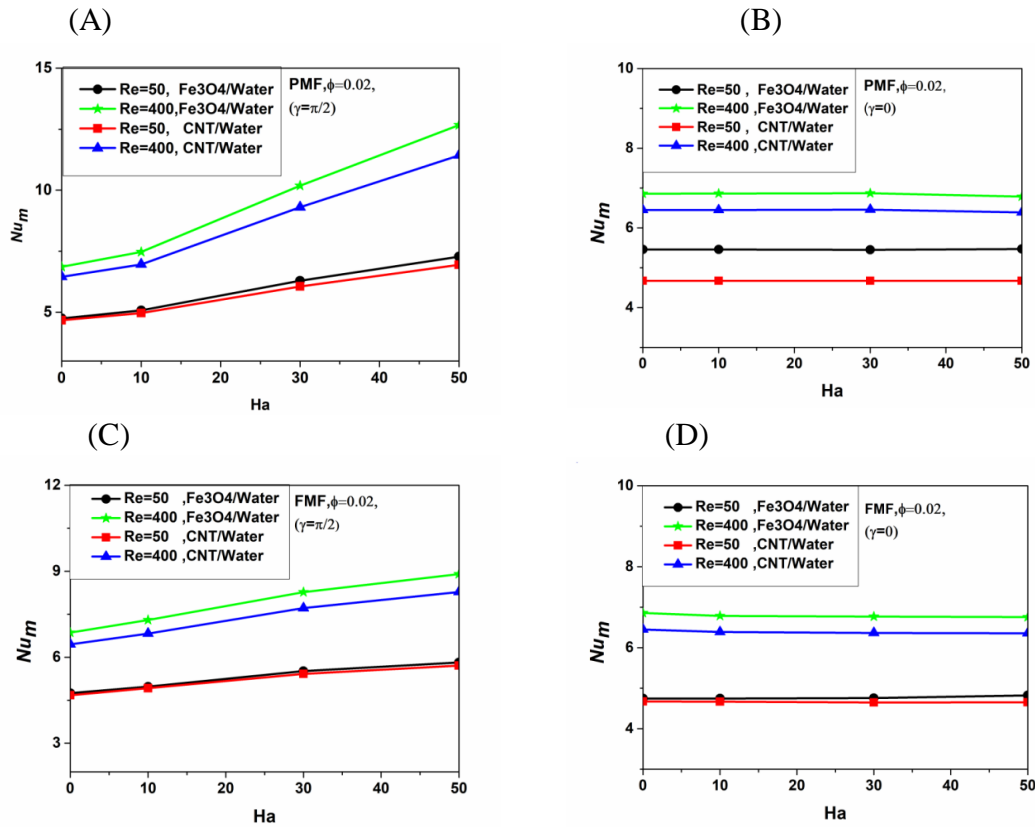 (A)
15
10
5
0
10
20
30
40
50
Nu_m
Ha
Re=50, Fe3O4/Water
Re=400,Fe3O4/Water
Re=50, CNT/Water
Re=400, CNT/Water
PMF,ϕ=0.02,
(γ=π/2)
(B)
10
8
6
4
0
10
20
30
40
50
Nu_m
Ha
Re=50 , Fe3O4/Water
Re=400 ,Fe3O4/Water
Re=50 , CNT/Water
Re=400 ,CNT/Water
PMF,ϕ=0.02,
(γ=0)
(C)
12
9
6
3
0
10
20
30
40
50
Nu_m
Ha
Re=50 ,Fe3O4/Water
Re=400 ,Fe3O4/Water
Re=50 ,CNT/Water
Re=400 ,CNT/Water
FMF,ϕ=0.02,
(γ=π/2)
(D)
10
8
6
4
0
10
20
30
40
50
Nu_m
Ha
Re=50 ,Fe3O4/Water
Re=400 ,Fe3O4/Water
Re=50 ,CNT/Water
Re=400 ,CNT/Water
FMF,ϕ=0.02,
(γ=0)